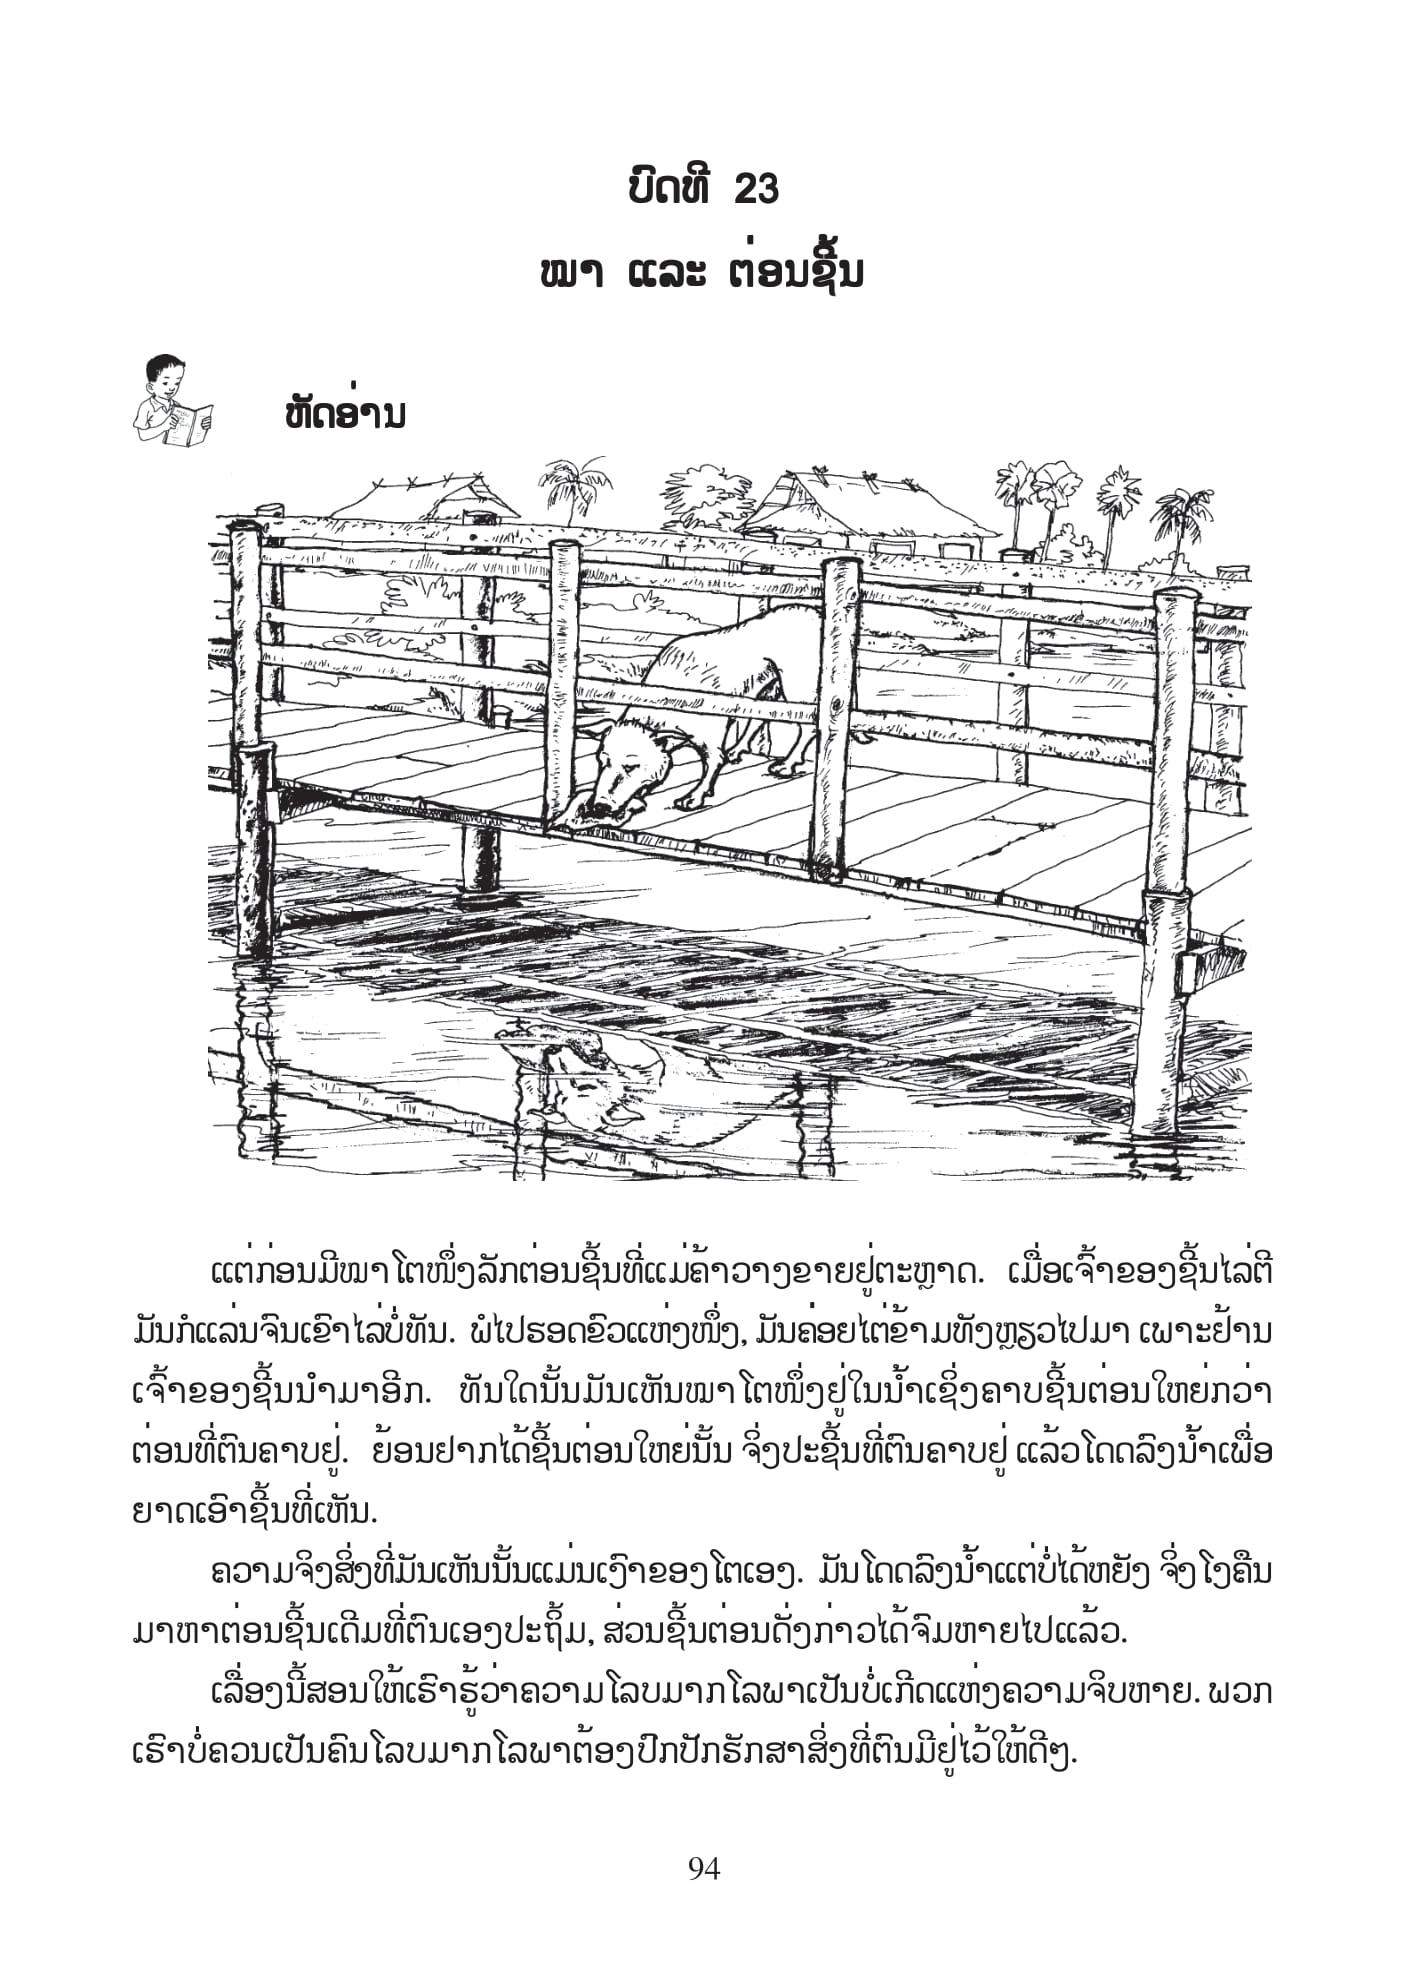 ບົດທີ 23
ໝາ ແລະ ຕ່ອນຊີ້ນ
ຫັດອ່ານ
ແຕ່ກ່ອນມີໝາໂຕໜຶ່ງລັກຕ່ອນຊີ້ນທີ່ແມ່ຄ້າວາງຂາຍຢູ່ຕະຫຼາດ. ເມື່ອເຈົ້າຂອງຊີ້ນໄລ່ຕີ
ມັນກໍແລ່ນຈົນເຂົາໄລ່ບໍ່ທັນ. ພໍໄປຮອດຂົວແຫ່ງໜຶ່ງ, ມັນຄ່ອຍໄຕ່ຂ້າມທັງຫຼຽວໄປມາ ເພາະຢ້ານ
ເຈົ້າຂອງຊີ້ນນຳມາອີກ. ທັນໃດນັ້ນມັນເຫັນໝາໂຕໜຶ່ງຢູ່ໃນນ້ຳເຊິ່ງຄາບຊີ້ນຕ່ອນໃຫຍ່ກວ່າ
ຕ່ອນທີ່ຕົນຄາບຢູ່. ຍ້ອນຢາກໄດ້ຊີ້ນຕ່ອນໃຫຍ່ນັ້ນ ຈຶ່ງປະຊີ້ນທີ່ຕົນຄາບຢູ່ ແລ້ວໂດດລົງນ້ຳເພື່ອ
ຍາດເອົາຊີ້ນທີ່ເຫັນ.
ຄວາມຈິງສິ່ງທີ່ມັນເຫັນນັ້ນແມ່ນເງົາຂອງໂຕເອງ. ມັນໂດດລົງນ້ຳແຕ່ບໍ່ໄດ້ຫຍັງ ຈຶ່ງໂງຄືນ
ມາຫາຕ່ອນຊີ້ນເດີມທີ່ຕົນເອງປະຖິ້ມ, ສ່ວນຊີ້ນຕ່ອນດັ່ງກ່າວໄດ້ຈົມຫາຍໄປແລ້ວ.
ເລື່ອງນີ້ສອນໃຫ້ເຮົາຮູ້ວ່າຄວາມໂລບມາກໂລພາເປັນບໍ່ເກີດແຫ່ງຄວາມຈິບຫາຍ. ພວກ
ເຮົາບໍ່ຄວນເປັນຄົນໂລບມາກໂລພາຕ້ອງປົກປັກຮັກສາສິ່ງທີ່ຕົນມີຢູ່ໄວ້ໃຫ້ດີໆ.
94